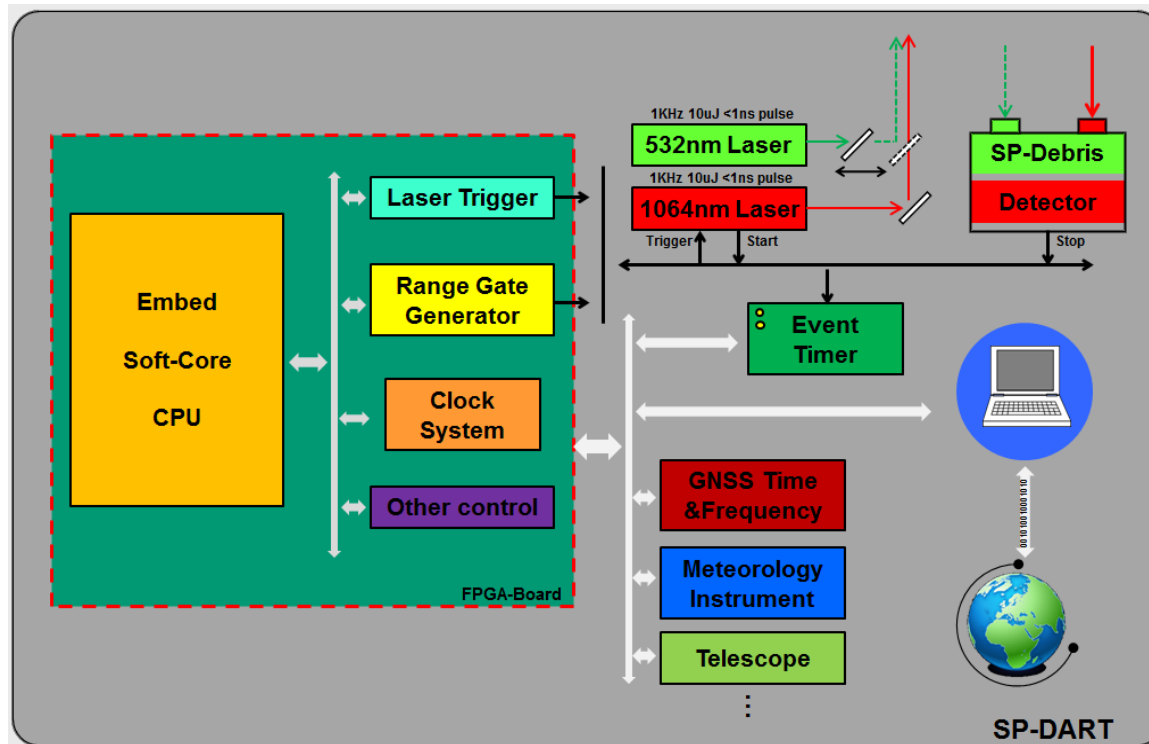 1KHz 10uJ <1ns pulse
532nm Laser
1KHz 10uJ <1ns pulse
1064nm Laser
Trigger
Start
SP-Debris
Detector
Stop
Embed
Soft-Core
CPU
Laser Trigger
Range Gate
Generator
Clock
System
Other control
FPGA-Board
Event
Timer
GNSS Time
&Frequency
Meteorology
Instrument
Telescope
⋮
001010010001010
SP-DART